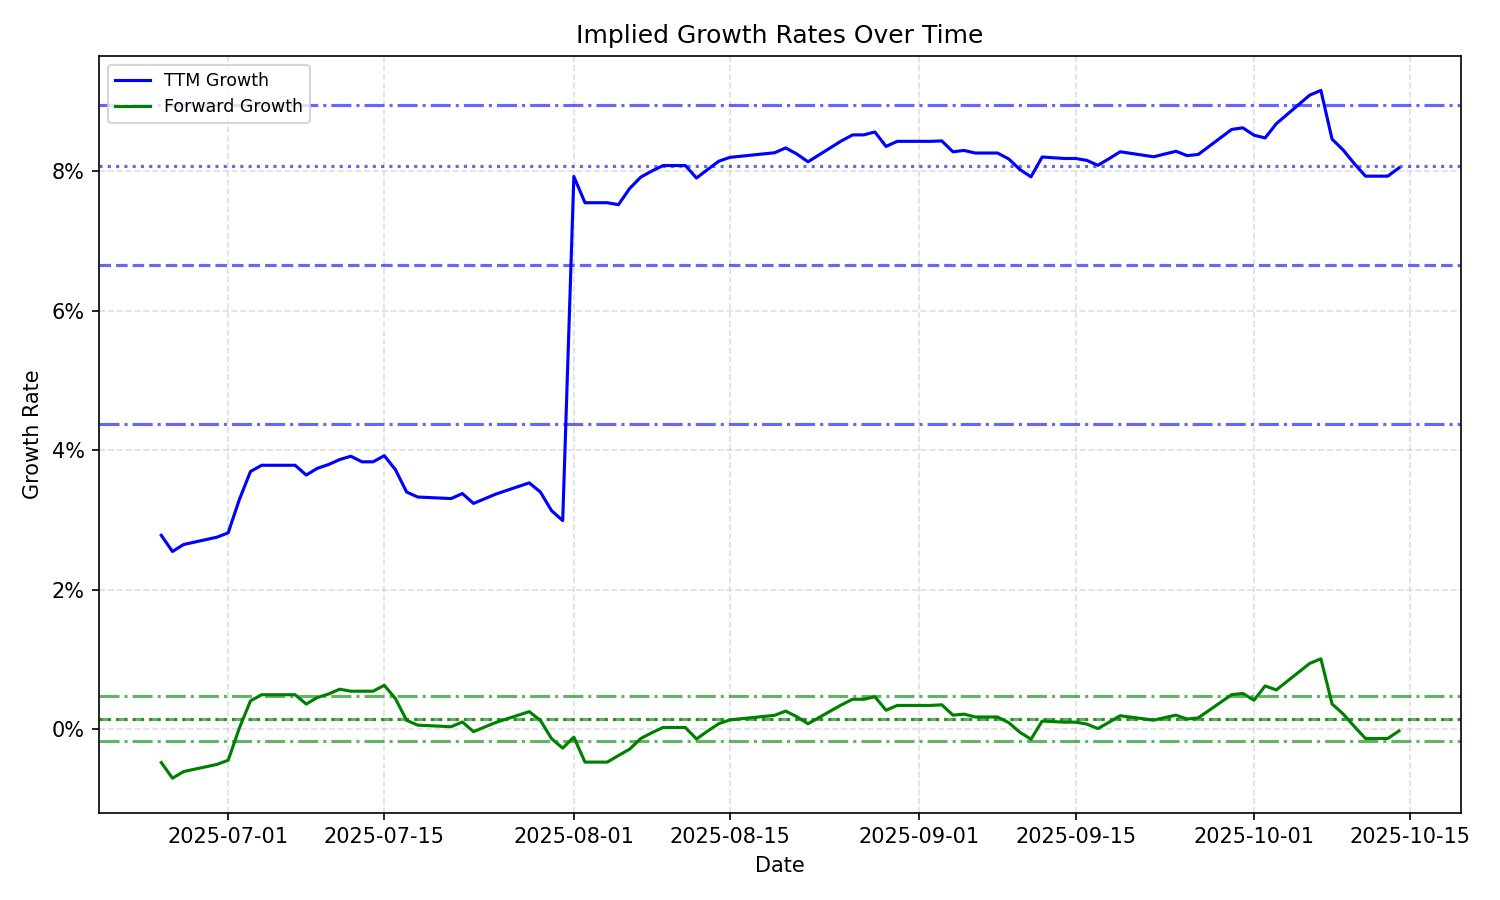 Implied Growth Rates Over Time
TTM Growth
Forward Growth
8%
6%
4%
2%
0%
Growth Rate
2025-07-01 2025-07-15 2025-08-01 2025-08-15 2025-09-01 2025-09-15 2025-10-01 2025-10-15
Date